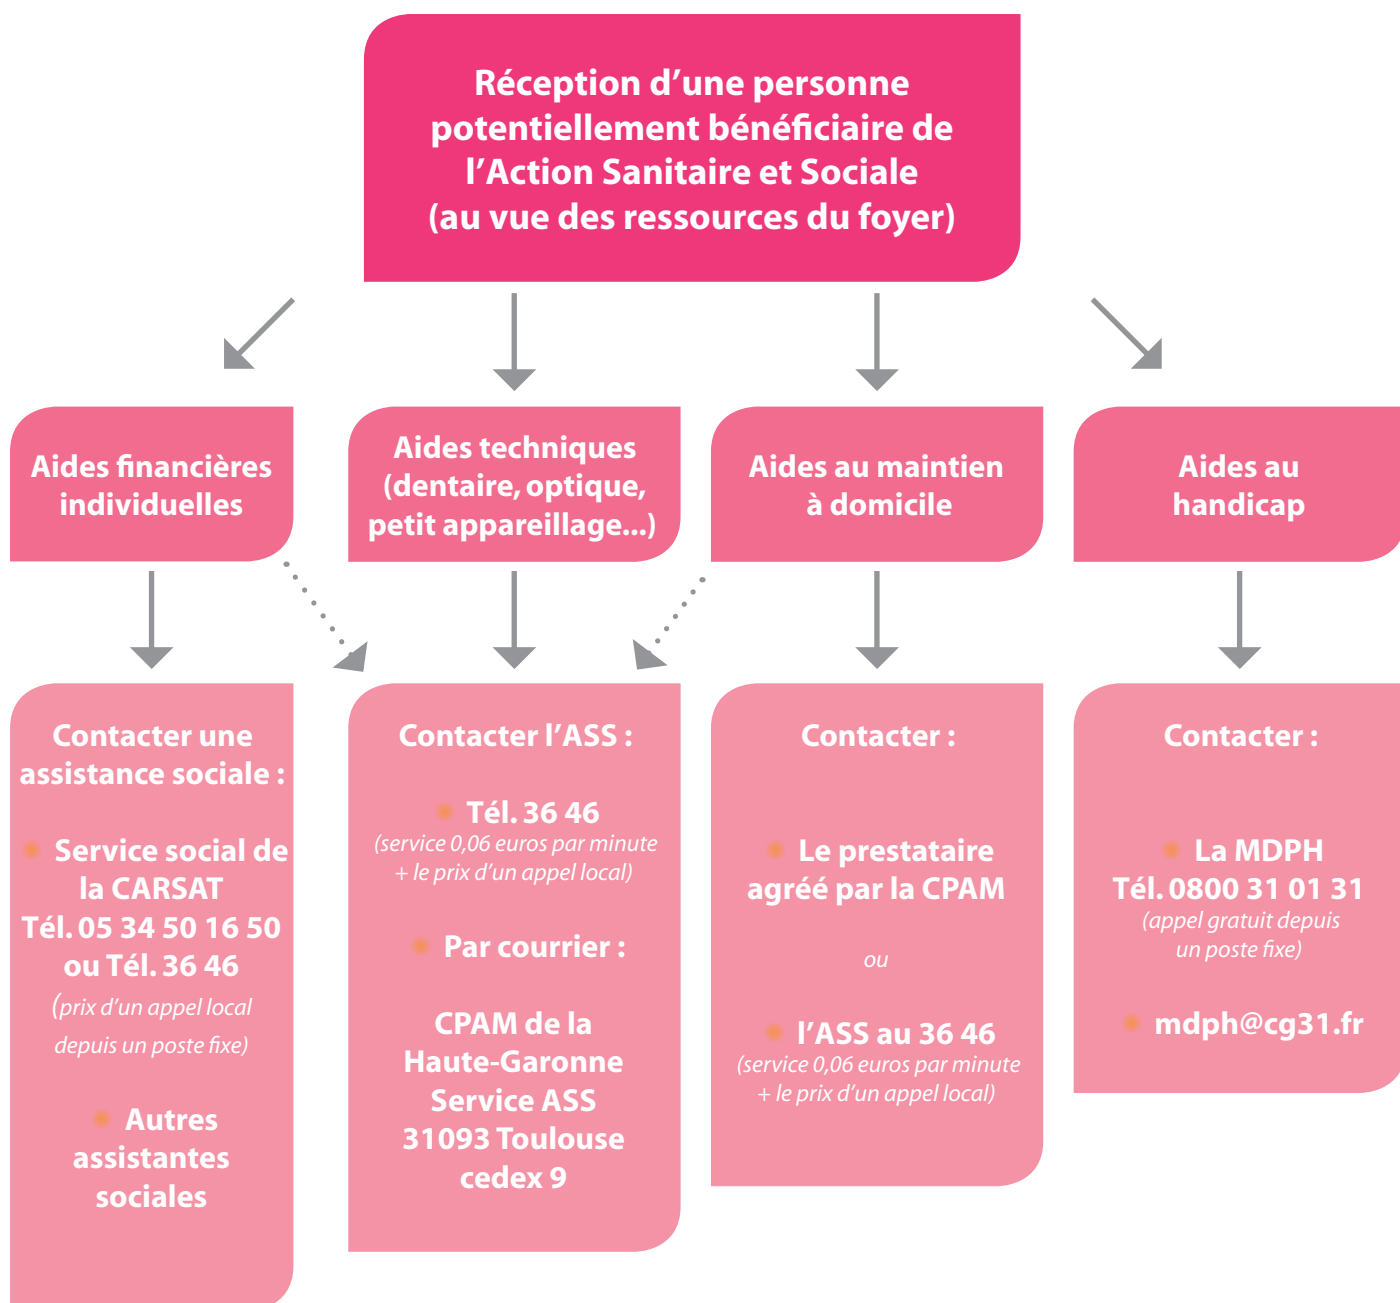 Réception d’une personne
potentiellement bénéficiaire de
l’Action Sanitaire et Sociale
(au vue des ressources du foyer)
Aides financières
individuelles
Aides techniques
(dentaire, optique,
petit appareillage...)
Aides au maintien
à domicile
Aides au
handicap
Contacter une
assistance sociale :
Service social de
la CARSAT
Tél. 05 34 50 16 50
ou Tél. 36 46
(prix d’un appel local
depuis un poste fixe)
Autres
assistantes
sociales
Contacter l’ASS :
Tél. 36 46
(service 0,06 euros par minute
+ le prix d’un appel local)
Par courrier :
CPAM de la
Haute-Garonne
Service ASS
31093 Toulouse
cedex 9
Contacter :
Le prestataire
agréé par la CPAM
ou
l’ASS au 36 46
(service 0,06 euros par minute
+ le prix d’un appel local)
Contacter :
La MDPH
Tél. 0800 31 01 31
(appel gratuit depuis
un poste fixe)
mdph@cg31.fr